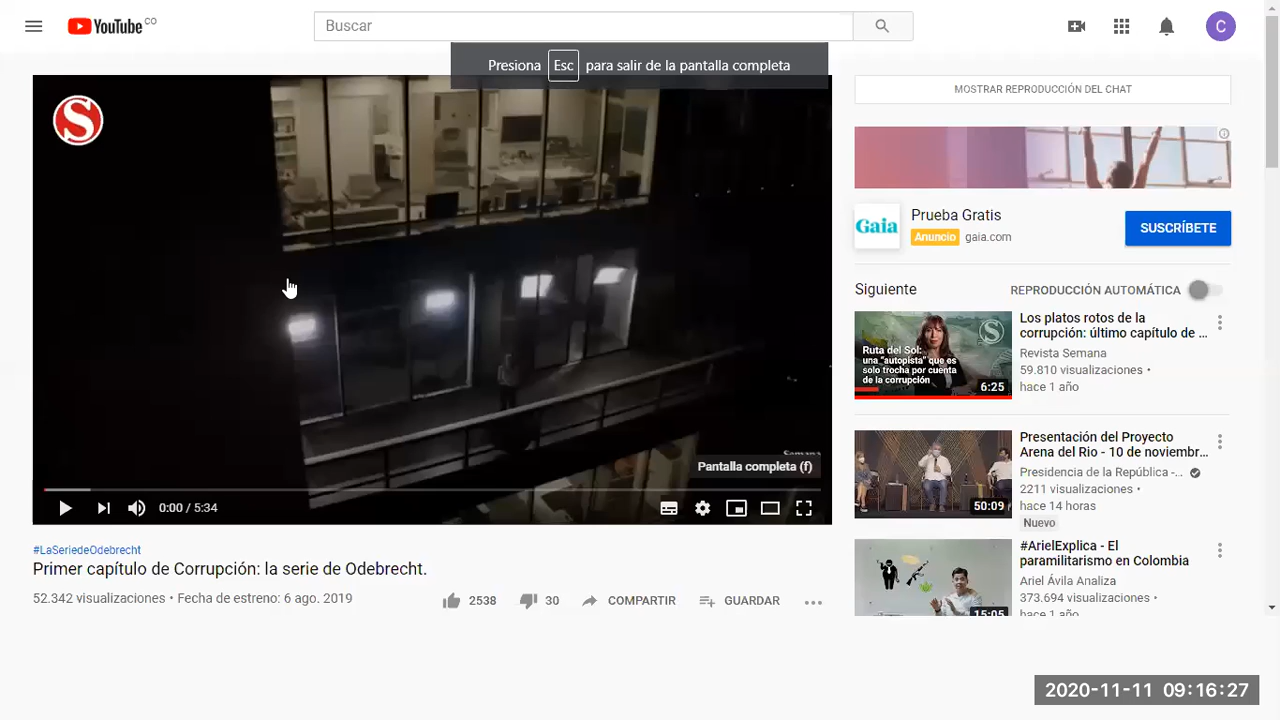 YouTube CO
Buscar
C
Presiona Esc para salir de la pantalla completa
S
Pantalla completa (f)
0:00 / 5:34
#LaSeriedeOdebrecht
Primer capítulo de Corrupción: la serie de Odebrecht.
52.342 visualizaciones • Fecha de estreno: 6 ago. 2019
2538
30
COMPARTIR
GUARDAR
MOSTRAR REPRODUCCIÓN DEL CHAT
Gaia
Prueba Gratis
Anuncio gaia.com
SUSCRÍBETE
Siguiente
REPRODUCCIÓN AUTOMÁTICA
Ruta del Sol:
una "autopista" que es
solo trocha por cuenta
de la corrupción
S
6:25
Los platos rotos de la
corrupción: último capítulo de ...
Revista Semana
59.810 visualizaciones •
hace 1 año
50:09
Presentación del Proyecto
Arena del Rio - 10 de noviembr...
Presidencia de la República -...
2211 visualizaciones •
hace 14 horas
Nuevo
15:05
#ArielExplica - El
paramilitarismo en Colombia
Ariel Ávila Analiza
373.694 visualizaciones •
hace 1 año
2020-11-11 09:16:27